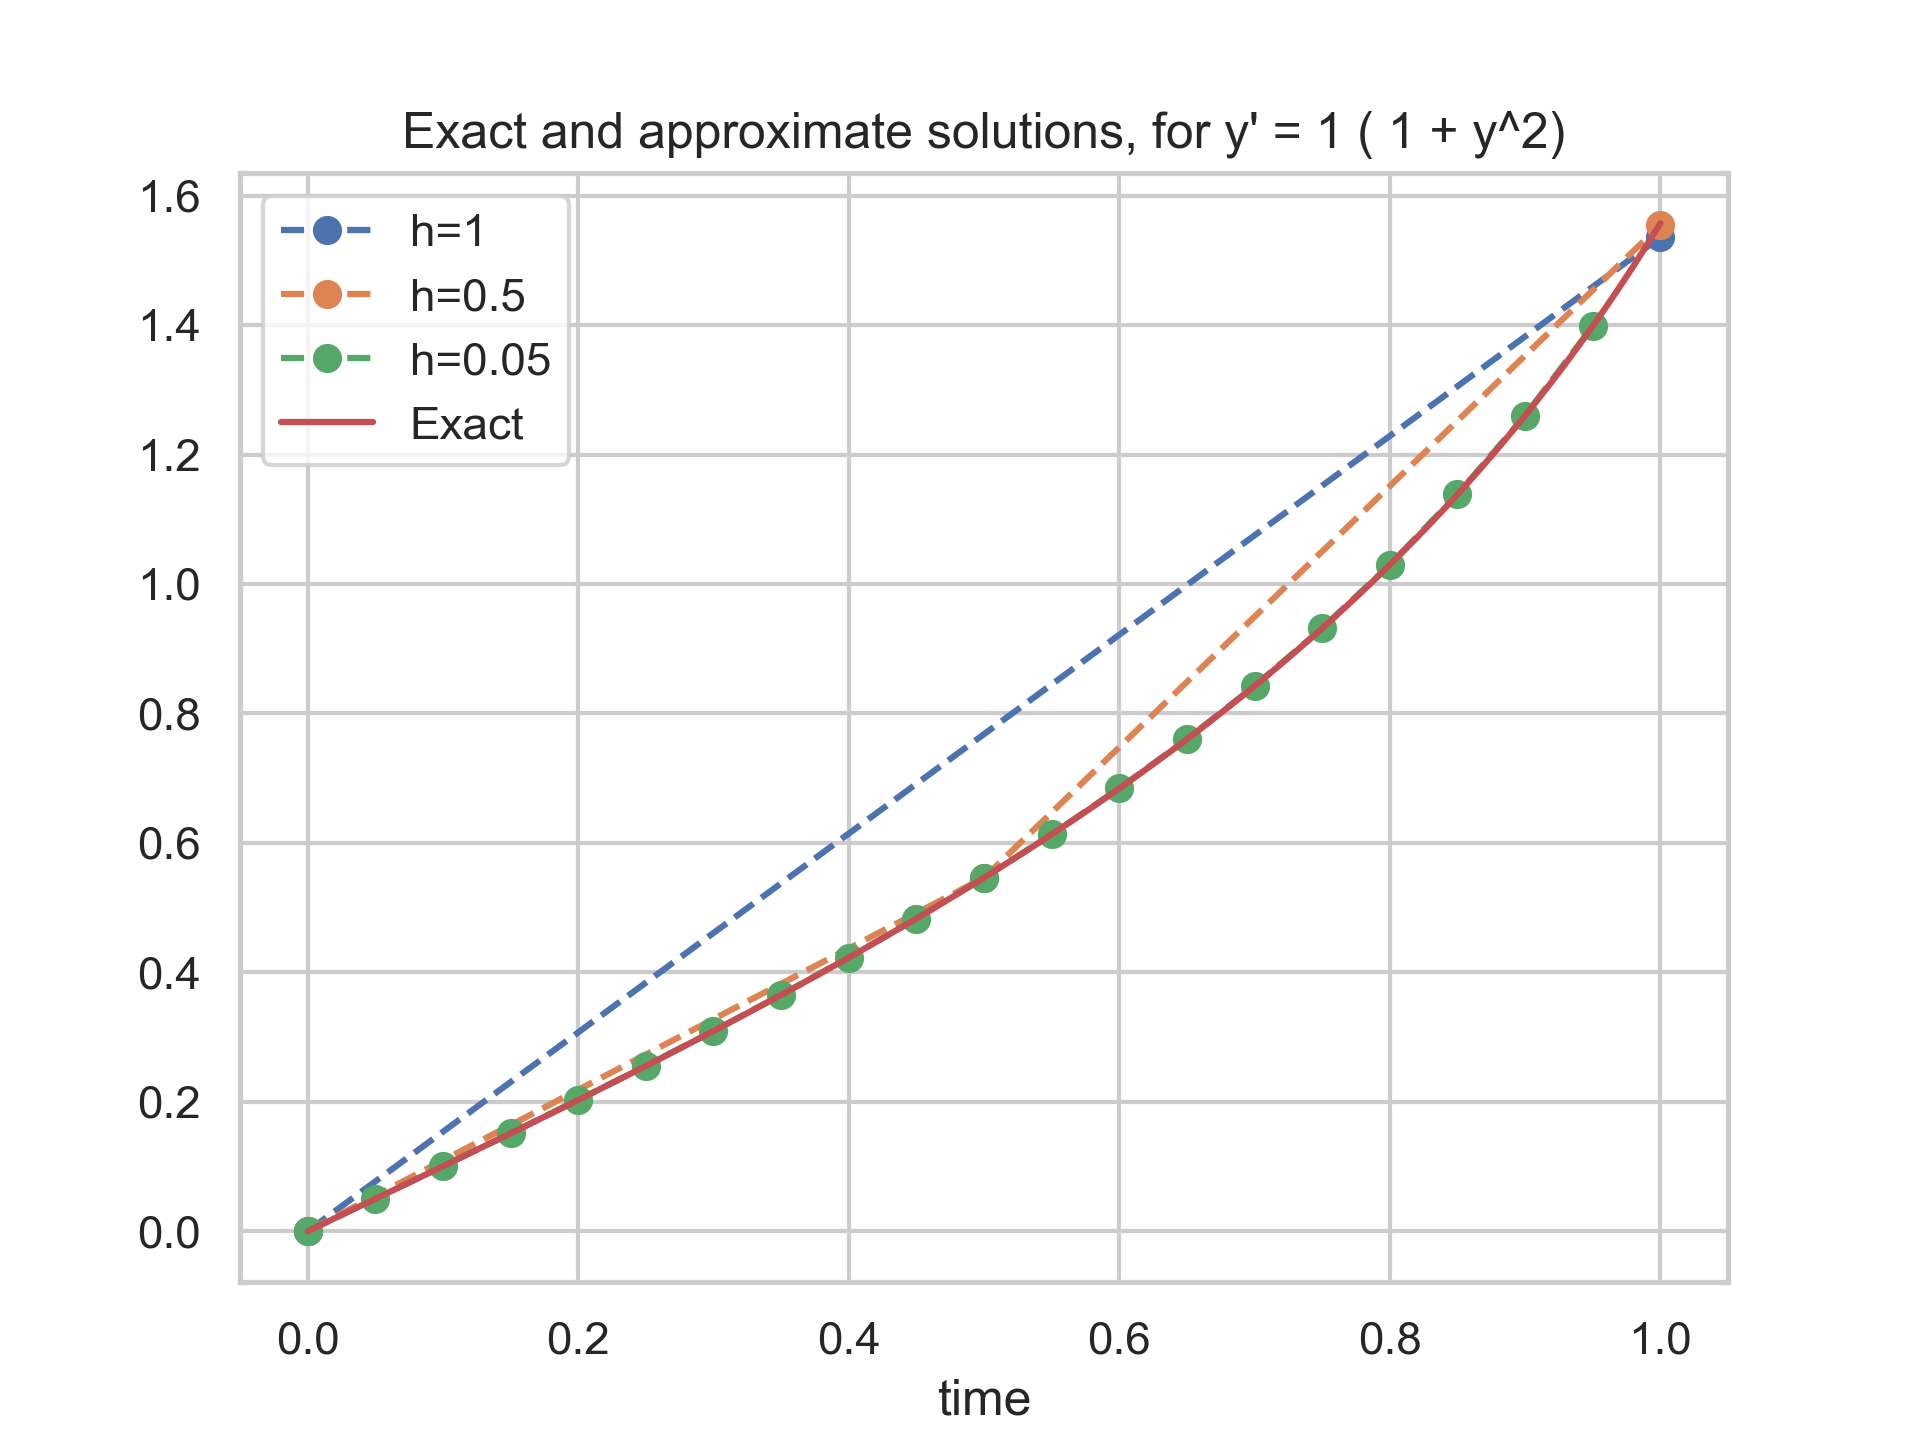 Exact and approximate solutions, for y' = 1 ( 1 + y^2)
1.6
1.4
1.2
1.0
0.8
0.6
0.4
0.2
0.0
h=1
h=0.5
h=0.05
Exact
0.0 0.2 0.4 0.6 0.8 1.0
time